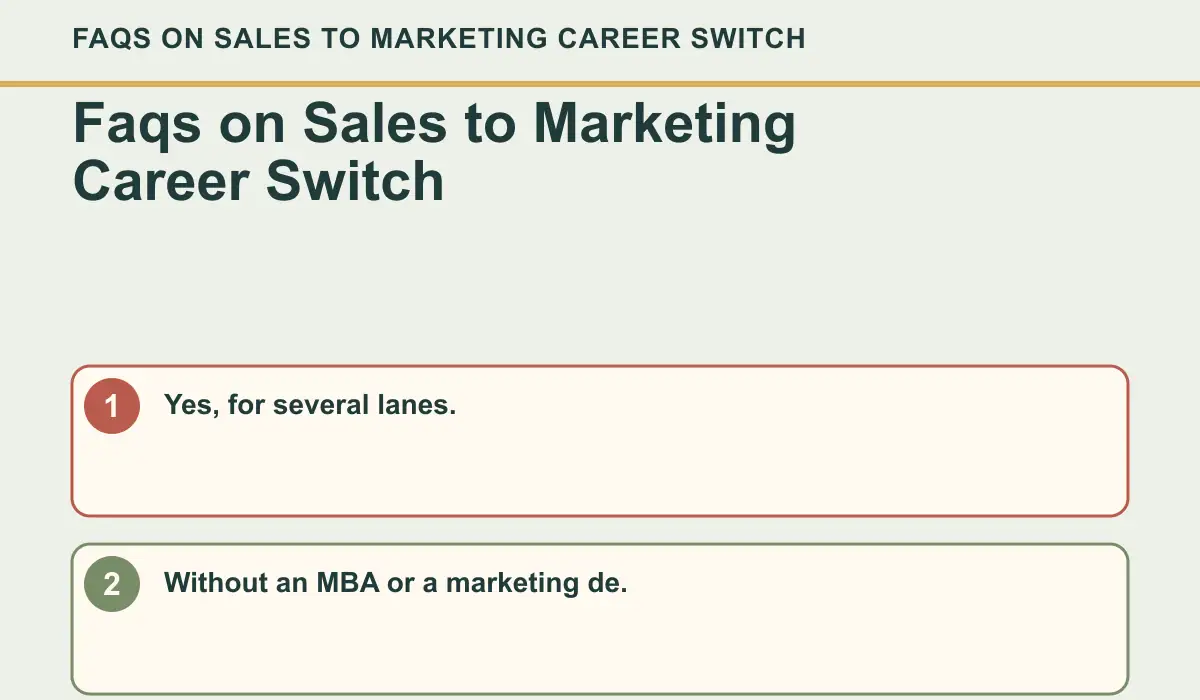 FAQS ON SALES TO MARKETING CAREER SWITCH
Faqs on Sales to Marketing
Career Switch
1
Yes, for several lanes.
2
Without an MBA or a marketing de.